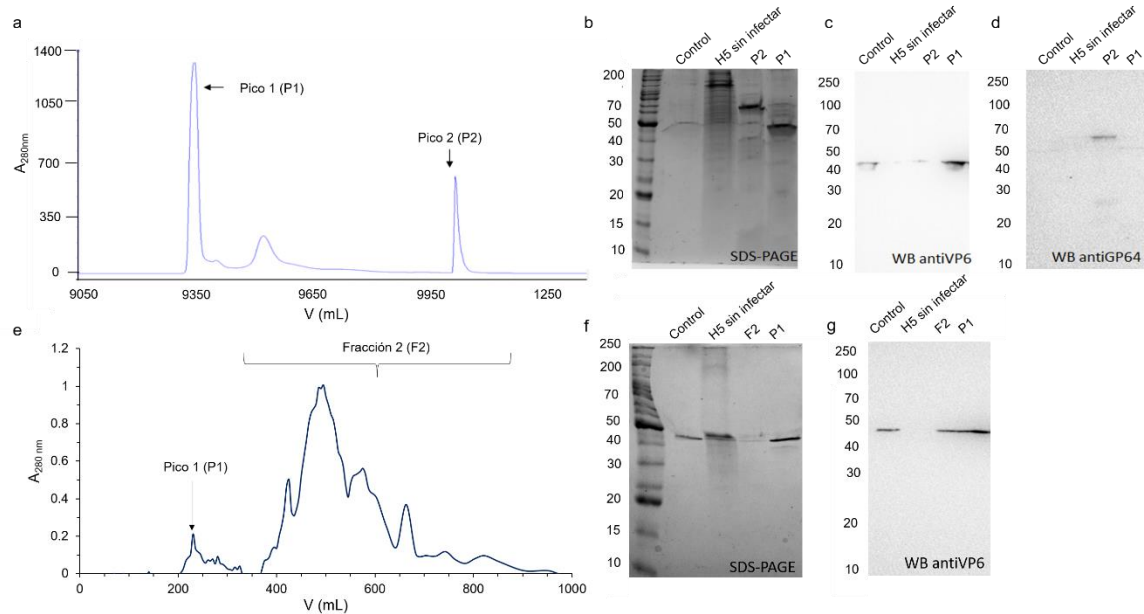 a
1400
1050
700
350
0
A280nm
Pico 1 (P1)
Pico 2 (P2)
9050 9350 9650 9950 1250
V (mL)
b
Control H5 sin infectar P2 P1
200
100
70
50
40
30
20
15
10
SDS-PAGE
c
Control H5 sin infectar P2 P1
250
100
70
50
40
30
20
10
WB antiVP6
d
Control H5 sin infectar P2 P1
250
100
70
50
40
30
20
10
WB antiGP64
e
1.2
1
0.8
0.6
0.4
0.2
0
A280 nm
Pico 1 (P1)
Fracción 2 (F2)
0 200 400 600 800 1000
V (mL)
f
Control H5 sin infectar F2 P1
250
200
70
50
40
30
20
15
10
SDS-PAGE
g
Control H5 sin infectar F2 P1
250
100
70
50
40
30
20
10
WB antiVP6